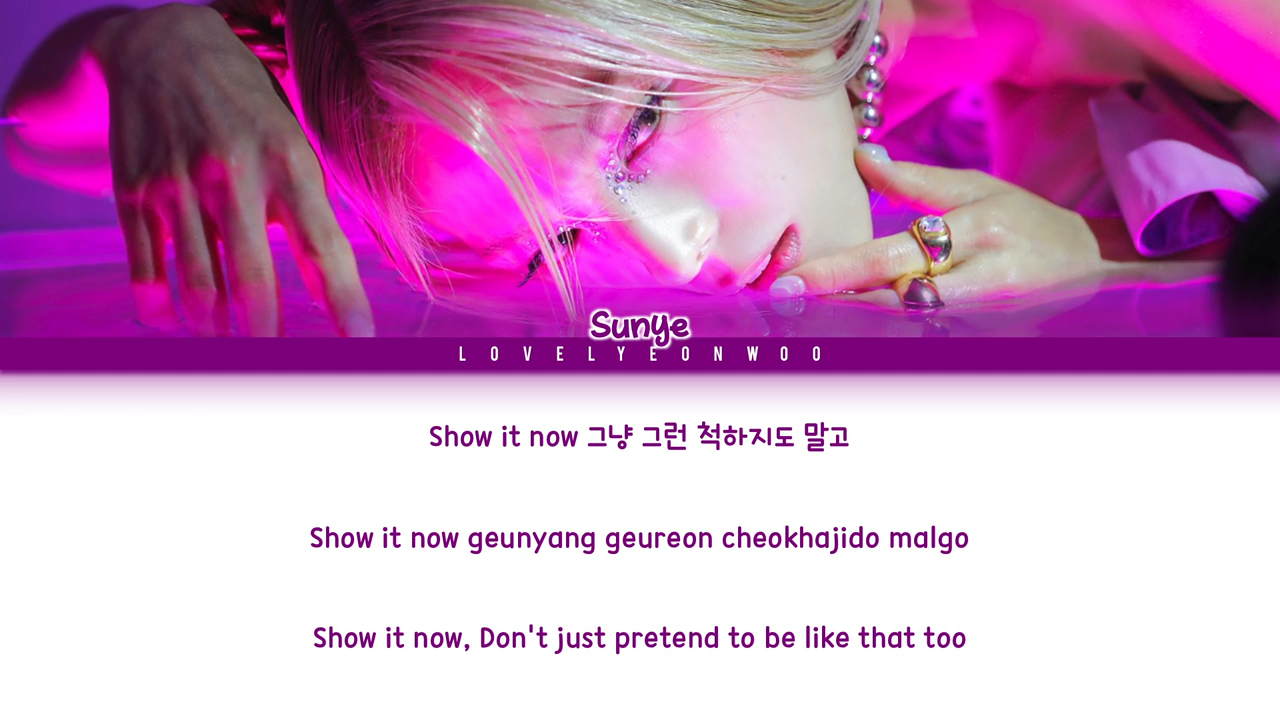 Sunye
LOVELYEONWOO
Show it now 그냥 그런 척하지도 말고
Show it now geunyang geureon cheokhajido malgo
Show it now, Don't just pretend to be like that too